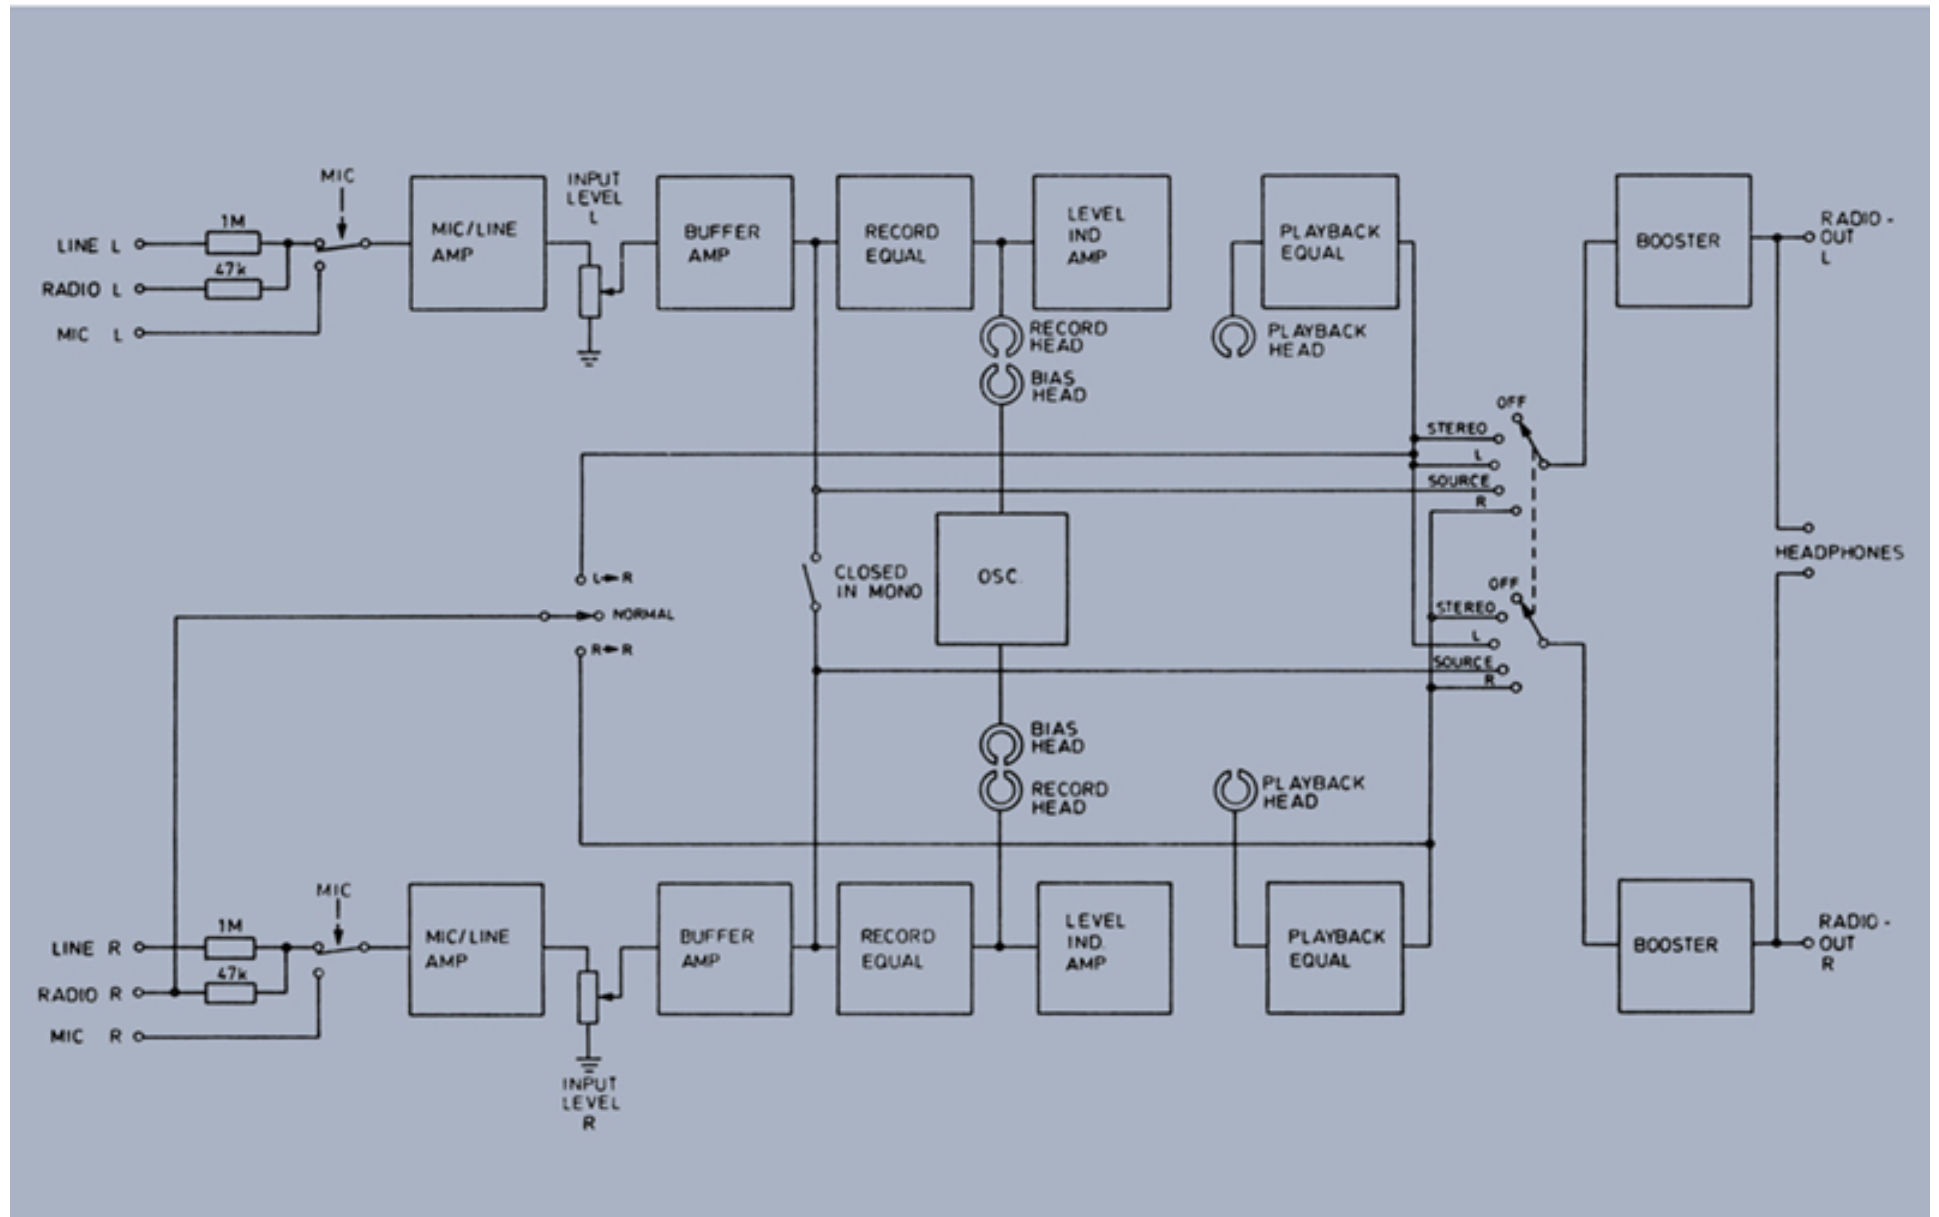 MIC
INPUT
LEVEL
L
1M
LINE L
47k
RADIO L
MIC L
MIC/LINE
AMP
BUFFER
AMP
RECORD
EQUAL
LEVEL
IND
AMP
PLAYBACK
EQUAL
BOOSTER
RADIO -
OUT
L
RECORD
HEAD
BIAS
HEAD
PLAYBACK
HEAD
OFF
STEREO
L
SOURCE
R
L R
NORMAL
R R
CLOSED
IN MONO
OSC.
HEADPHONES
OFF
STEREO
L
SOURCE
R
BIAS
HEAD
RECORD
HEAD
PLAYBACK
HEAD
MIC
1M
LINE R
47k
RADIO R
MIC R
MIC/LINE
AMP
INPUT
LEVEL
R
BUFFER
AMP
RECORD
EQUAL
LEVEL
IND.
AMP
PLAYBACK
EQUAL
BOOSTER
RADIO -
OUT
R